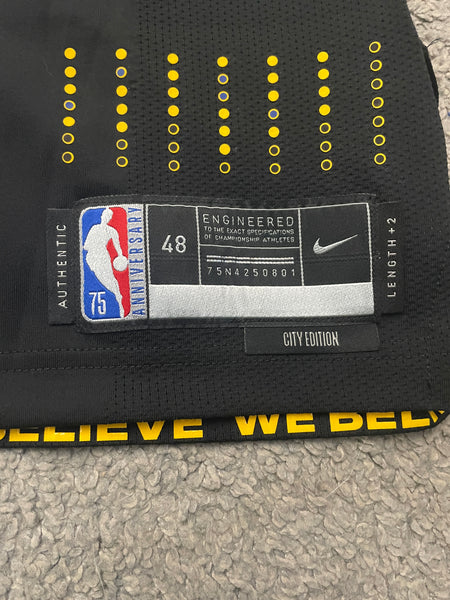 AUTHENTIC
75
ANNIVERSARY
48
ENGINEERED
TO THE EXACT SPECIFICATIONS
OF CHAMPIONSHIP ATHLETES
75N4250801
LENGTH +2
CITY EDITION
BELIEVE WE BELI